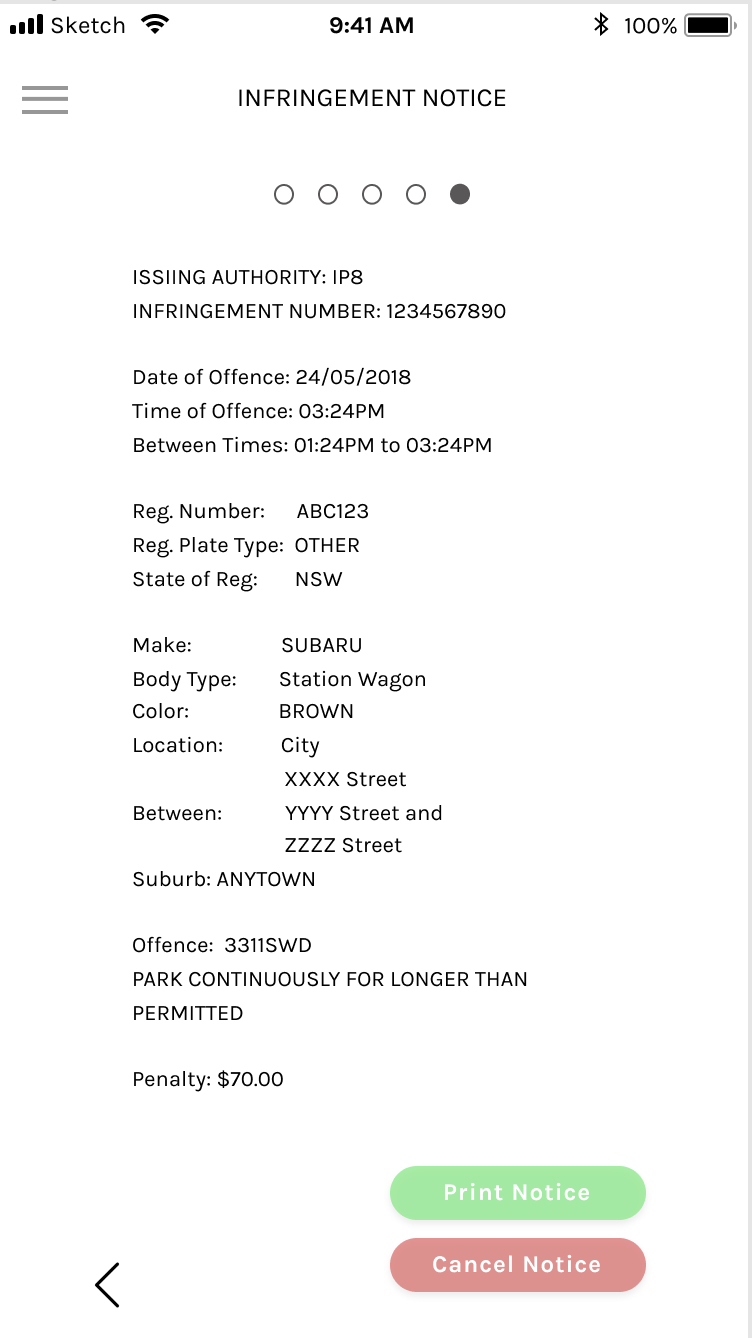 Sketch 9:41 AM 100%
INFRINGEMENT NOTICE
ISSIING AUTHORITY: IP8
INFRINGEMENT NUMBER: 1234567890
Date of Offence: 24/05/2018
Time of Offence: 03:24PM
Between Times: 01:24PM to 03:24PM
Reg. Number: ABC123
Reg. Plate Type: OTHER
State of Reg: NSW
Make: SUBARU
Body Type: Station Wagon
Color: BROWN
Location: City
XXXX Street
Between: YYYY Street and
ZZZZ Street
Suburb: ANYTOWN
Offence: 3311SWD
PARK CONTINUOUSLY FOR LONGER THAN
PERMITTED
Penalty: $70.00
Print Notice
Cancel Notice